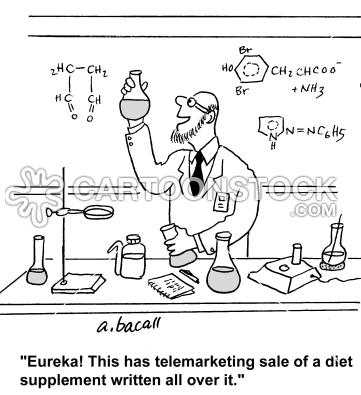 Br
₂HC—CH₂
HO
CH₂CHCOO⁻
HC CH
+NH₃
O O
Br
N=NC₆H₅
N
H
CARTOONSTOCK
.COM
a.bacall
"Eureka! This has telemarketing sale of a diet
supplement written all over it."